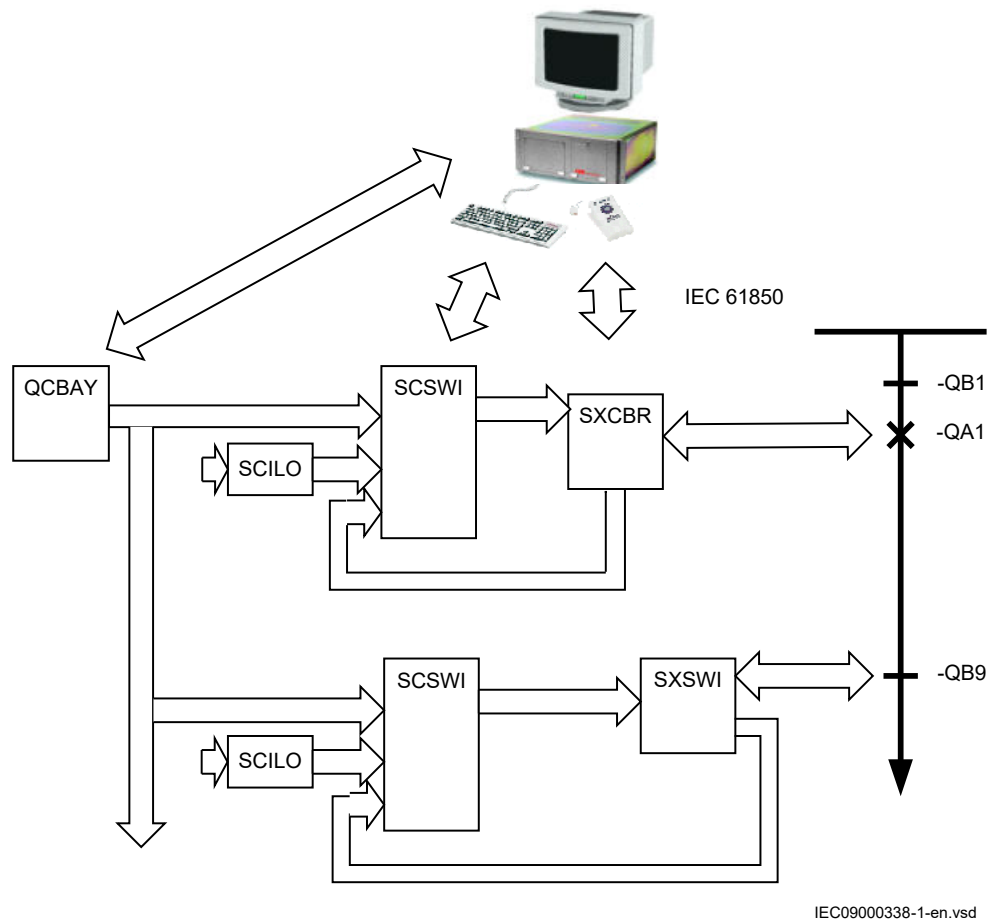 IEC 61850
-QB1
QCBAY
SCSWI
SXCBR
-QA1
SCILO
SCSWI
SXSWI
-QB9
SCILO
IEC09000338-1-en.vsd